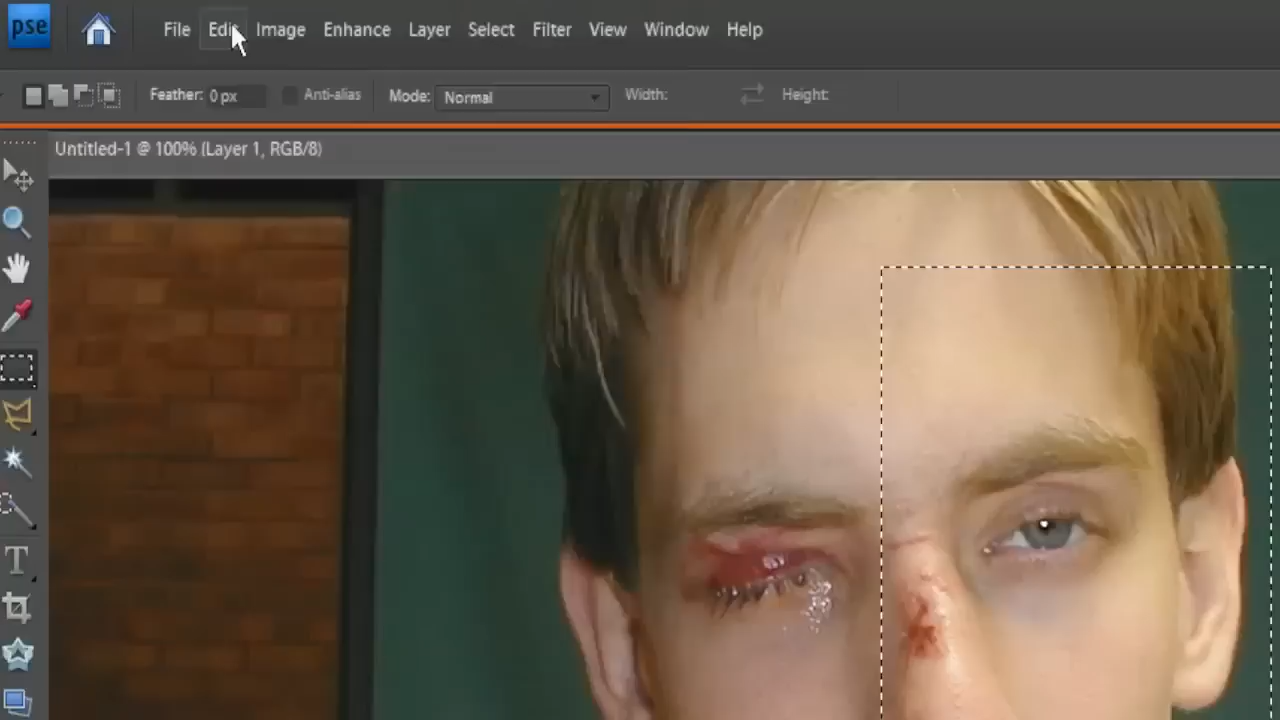 pse File Edit Image Enhance Layer Select Filter View Window Help
Feather: 0 px Anti-alias Mode: Normal Width: Height:
Untitled-1 @ 100% (Layer 1, RGB/8)
T